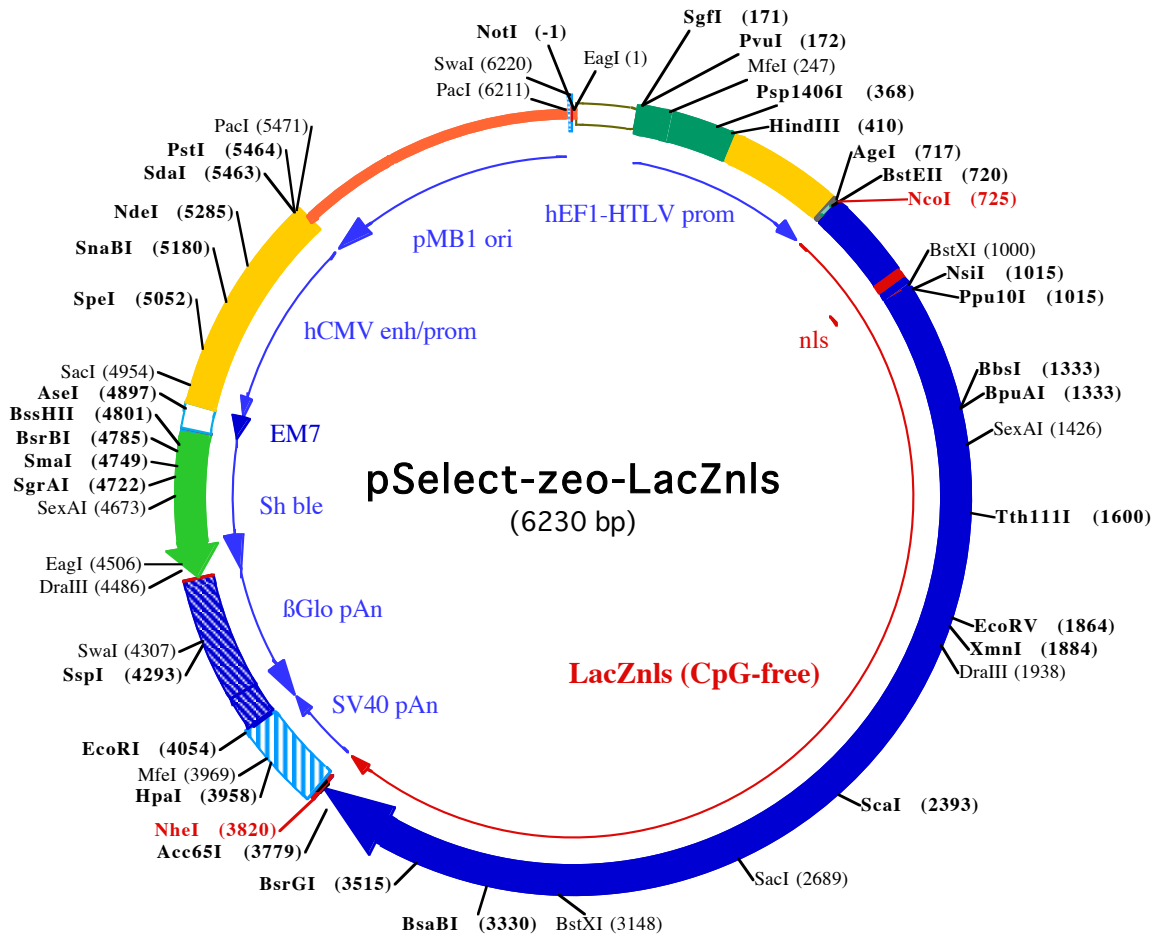 NotI (-1)
SwaI (6220)
PacI (6211)
EagI (1)
SgfI (171)
PvuI (172)
MfeI (247)
Psp1406I (368)
HindIII (410)
AgeI (717)
BstEII (720)
NcoI (725)
BstXI (1000)
NsiI (1015)
Ppu10I (1015)
BbsI (1333)
BpuAI (1333)
SexAI (1426)
Tth111I (1600)
EcoRV (1864)
XmnI (1884)
DraIII (1938)
ScaI (2393)
SacI (2689)
BstXI (3148)
BsaBI (3330)
BsrGI (3515)
Acc65I (3779)
NheI (3820)
HpaI (3958)
MfeI (3969)
EcoRI (4054)
SspI (4293)
SwaI (4307)
DraIII (4486)
EagI (4506)
SexAI (4673)
SgrAI (4722)
SmaI (4749)
BsrBI (4785)
BssHII (4801)
AseI (4897)
SacI (4954)
SpeI (5052)
SnaBI (5180)
NdeI (5285)
SdaI (5463)
PstI (5464)
PacI (5471)
hEF1-HTLV prom
pMB1 ori
hCMV enh/prom
nls
EM7
pSelect-zeo-LacZnls
(6230 bp)
Sh ble
ßGlo pAn
LacZnls (CpG-free)
SV40 pAn